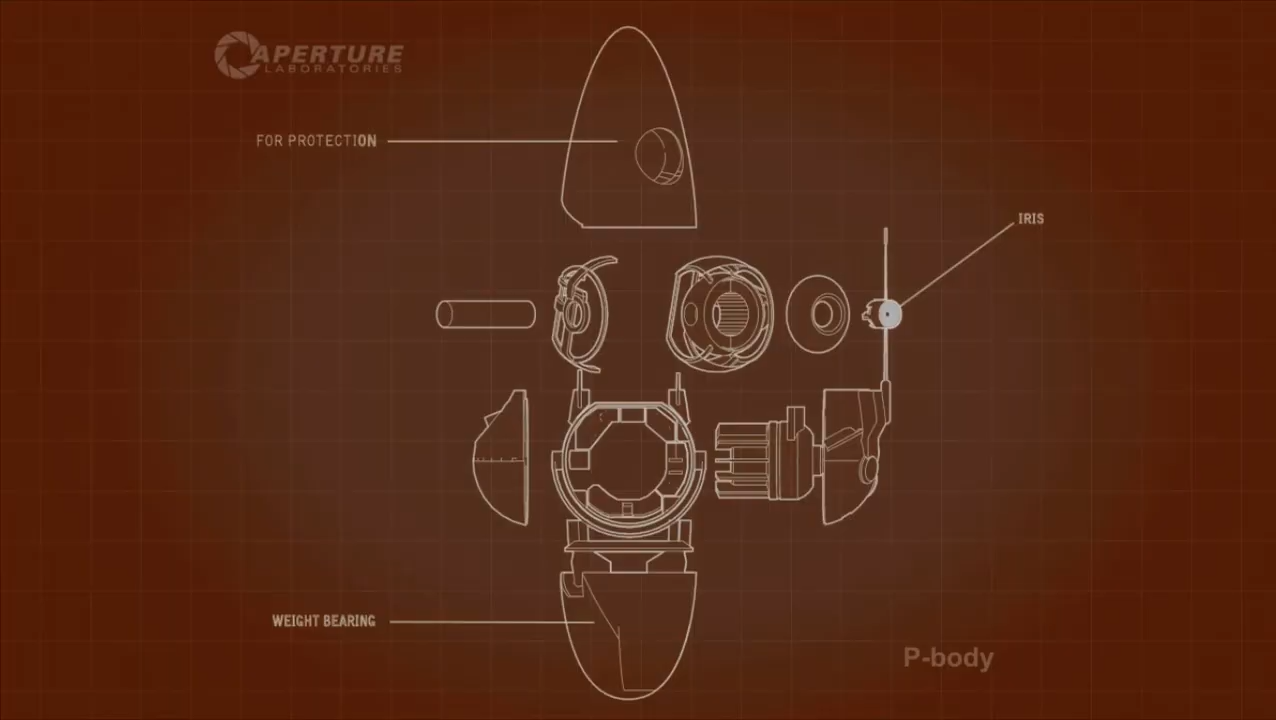 APERTURE
LABORATORIES
FOR PROTECTION
IRIS
WEIGHT BEARING
P-body